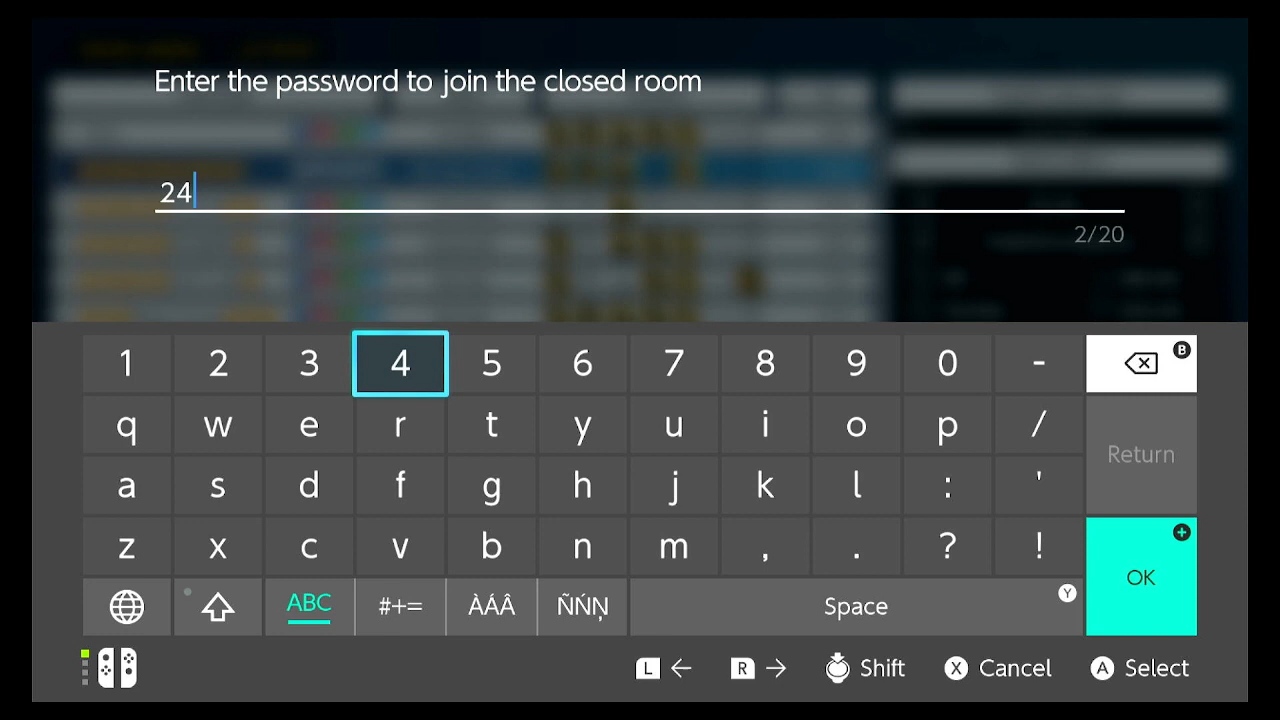 Enter the password to join the closed room
24
2/20
1 2 3 4 5 6 7 8 9 0 - B
q w e r t y u i o p / Return
a s d f g h j k l : '
z x c v b n m , . ? ! + OK
ABC #+= ÀÁÂ ÑŃŅ Space Y
L ← R → Shift X Cancel A Select